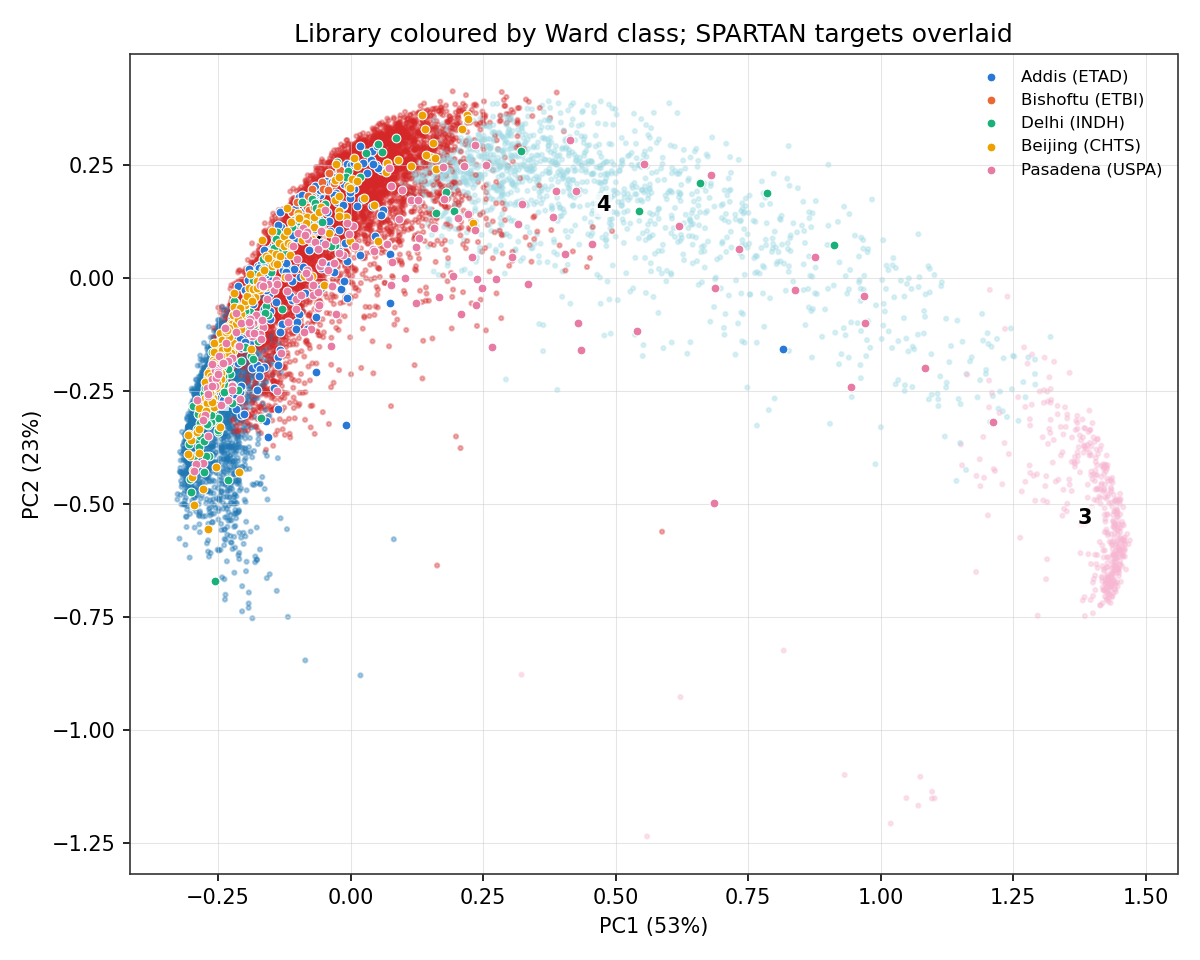 Library coloured by Ward class; SPARTAN targets overlaid
Addis (ETAD)
Bishoftu (ETBI)
Delhi (INDH)
Beijing (CHTS)
Pasadena (USPA)
PC2 (23%)
0.25
0.00
−0.25
−0.50
−0.75
−1.00
−1.25
4
3
−0.25
0.00
0.25
0.50
0.75
1.00
1.25
1.50
PC1 (53%)